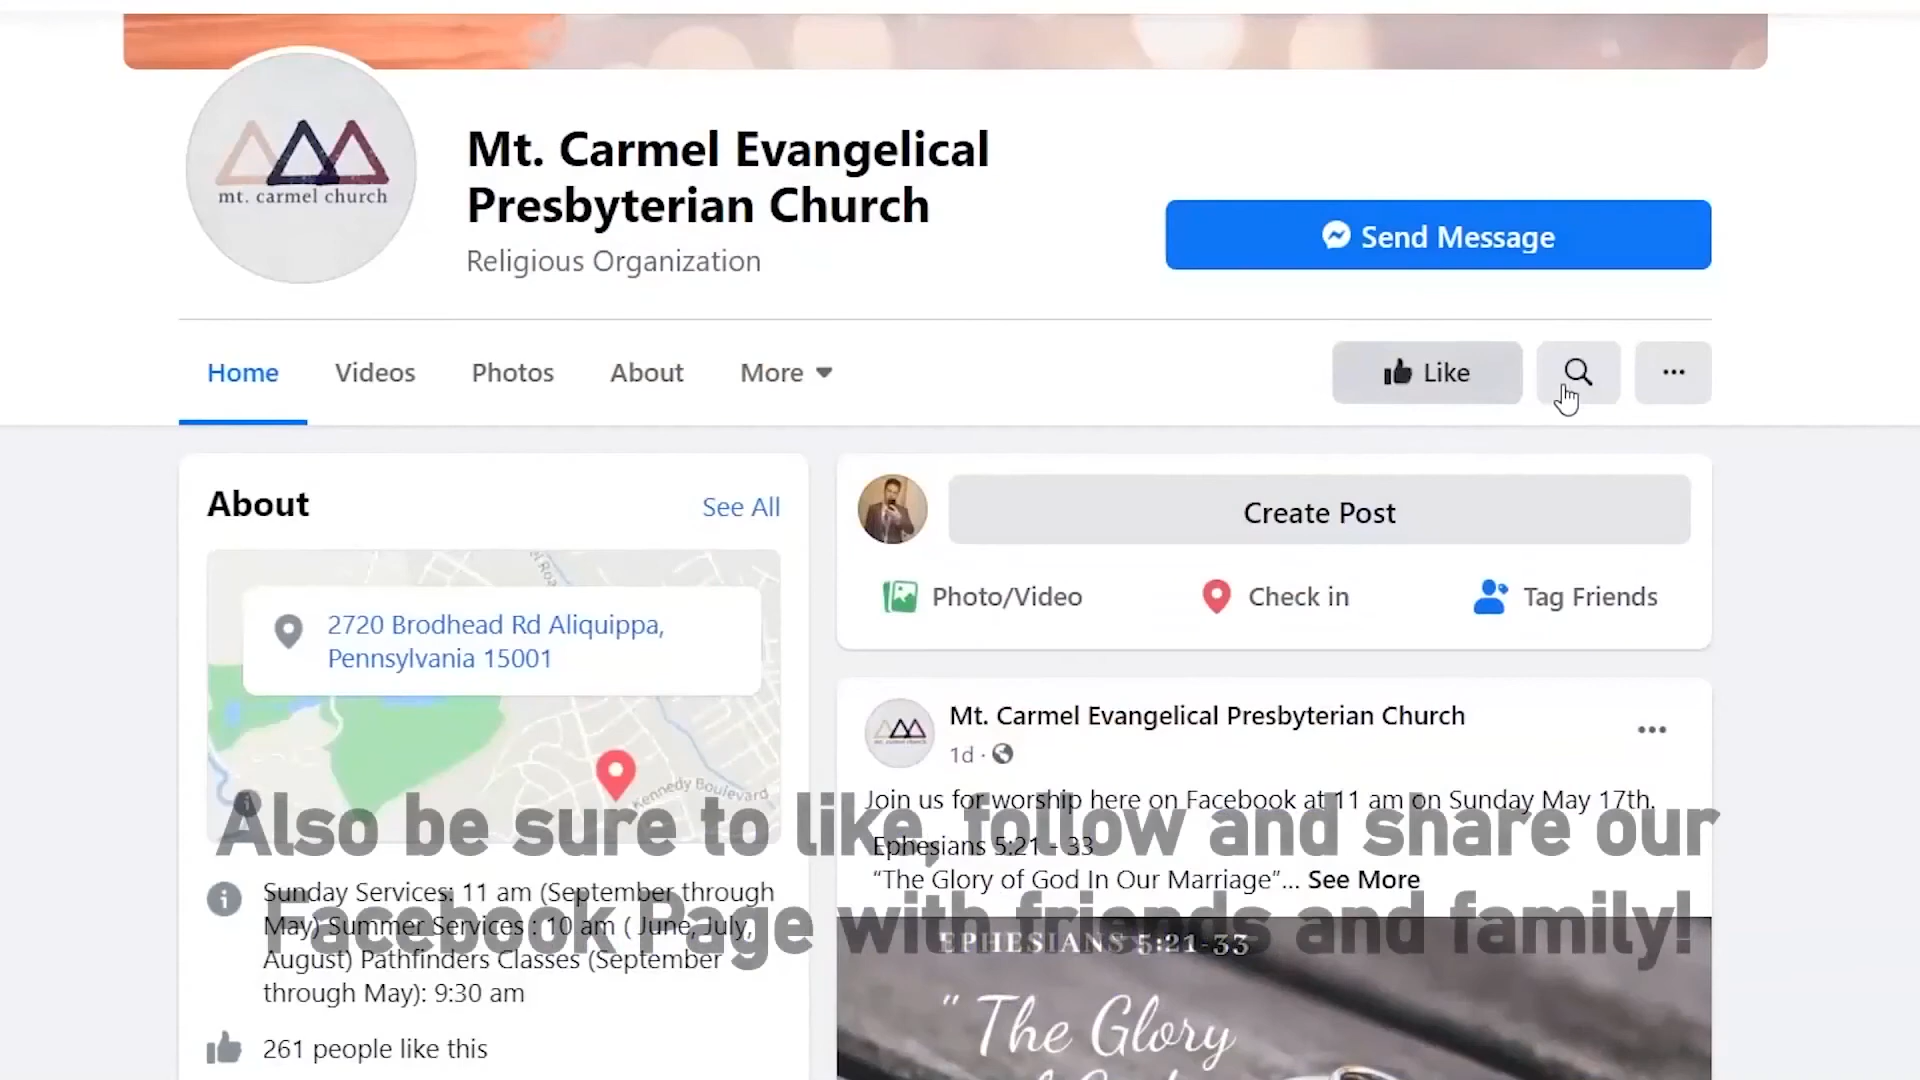 mt. carmel church
Mt. Carmel Evangelical
Presbyterian Church
Religious Organization
Send Message
Home
Videos
Photos
About
More
Like
About
See All
2720 Brodhead Rd Aliquippa,
Pennsylvania 15001
Kennedy Boulevard
Sunday Services: 11 am (September through
May) Summer Services : 10 am ( June, July,
August) Pathfinders Classes (September
through May): 9:30 am
261 people like this
Create Post
Photo/Video
Check in
Tag Friends
Mt. Carmel Evangelical Presbyterian Church
1d ·
Join us for worship here on Facebook at 11 am on Sunday May 17th.
Ephesians 5:21 - 33
“The Glory of God In Our Marriage”... See More
EPHESIANS 5:21-33
“ The Glory
Also be sure to like, follow and share our
Facebook Page with friends and family!